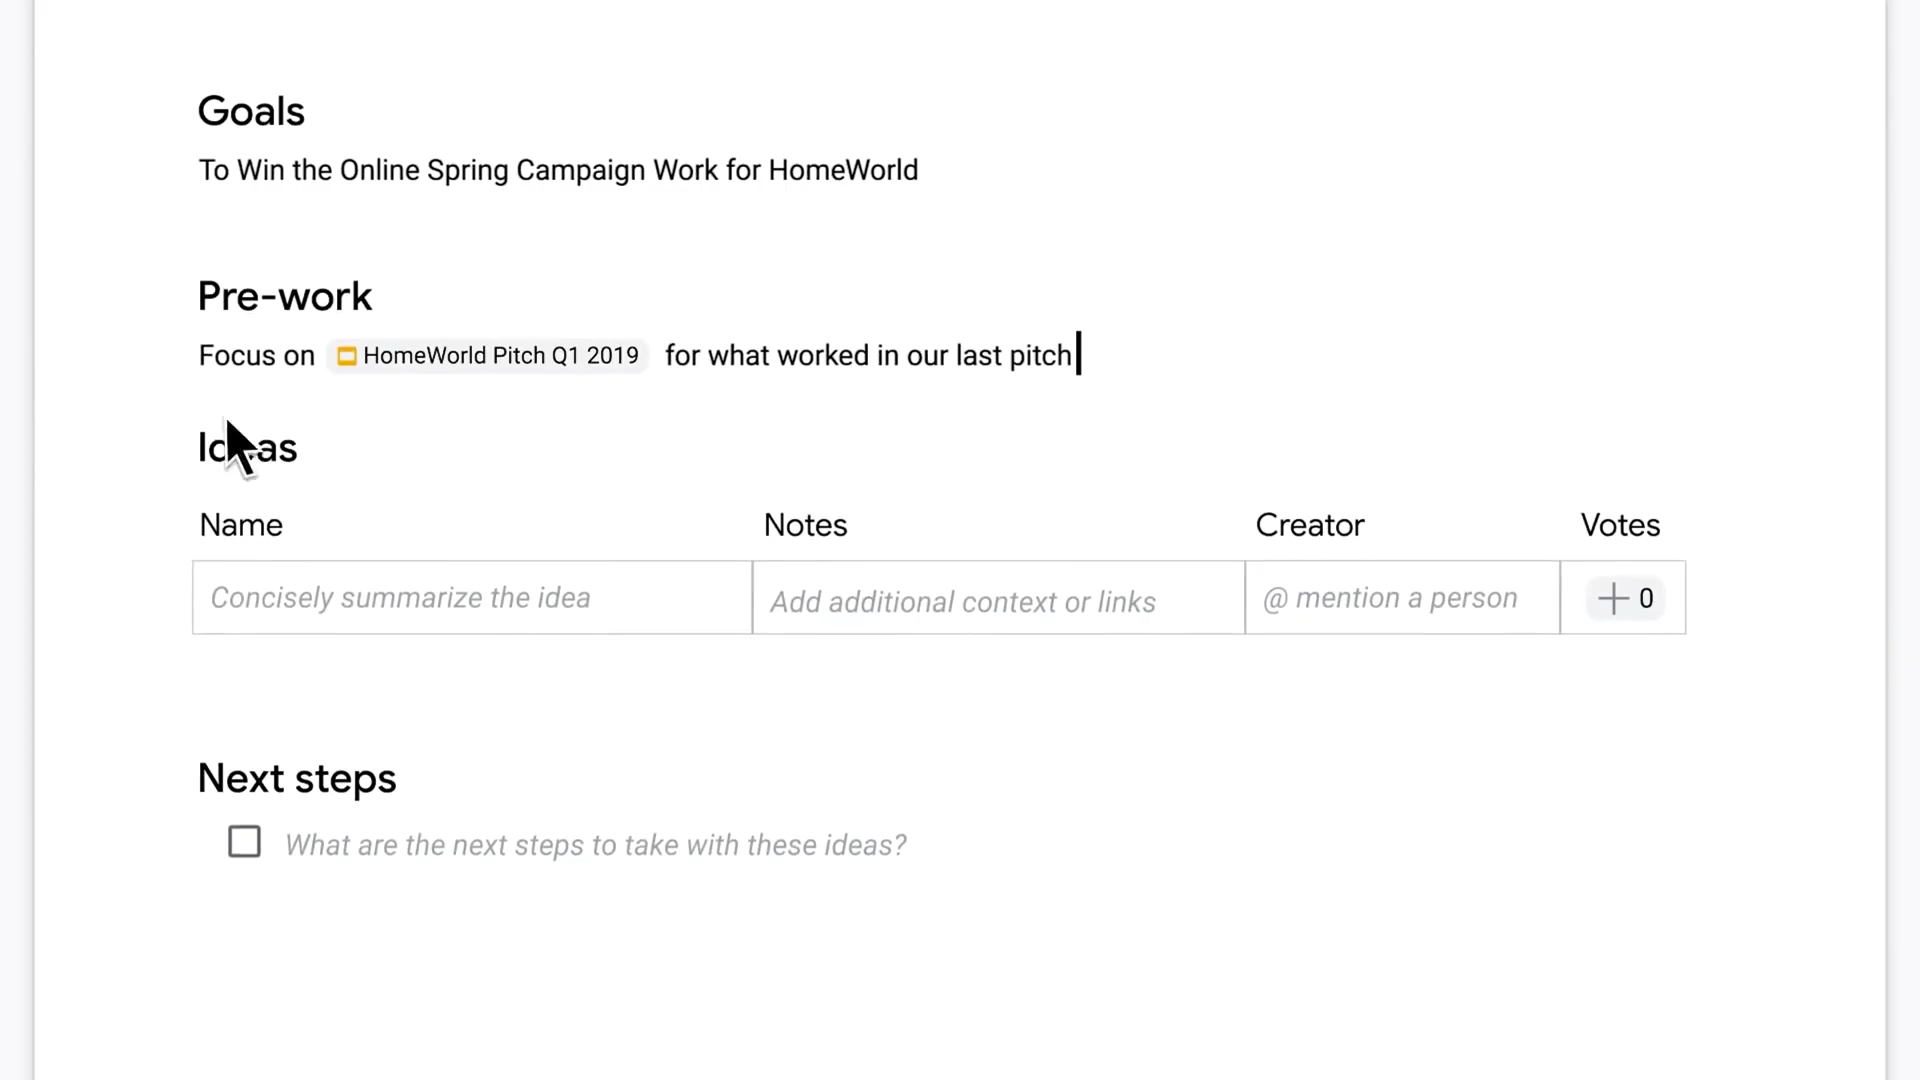 Goals
To Win the Online Spring Campaign Work for HomeWorld
Pre-work
Focus on HomeWorld Pitch Q1 2019 for what worked in our last pitch
Ideas
Name Notes Creator Votes
Concisely summarize the idea Add additional context or links @ mention a person + 0
Next steps
What are the next steps to take with these ideas?